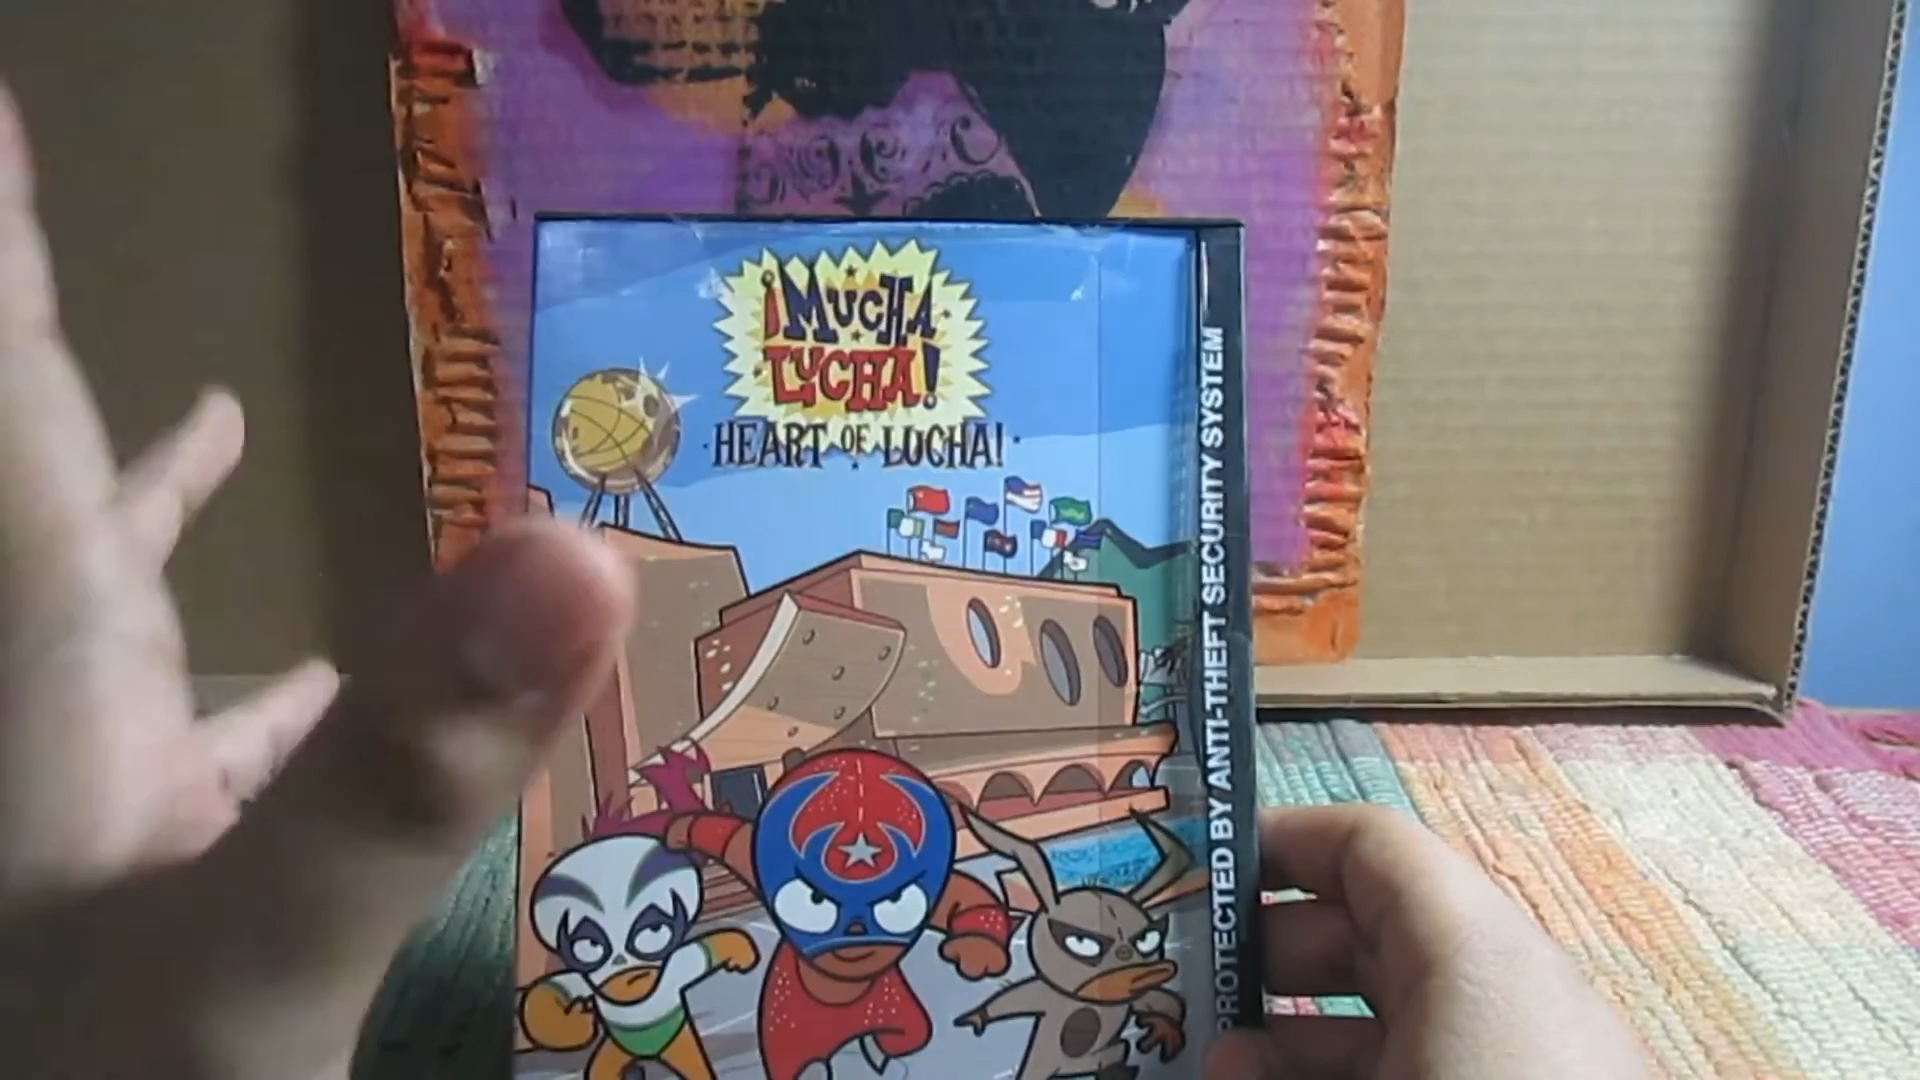 ¡MUCHA
LUCHA!
HEART OF LUCHA!
PROTECTED BY ANTI-THEFT SECURITY SYSTEM